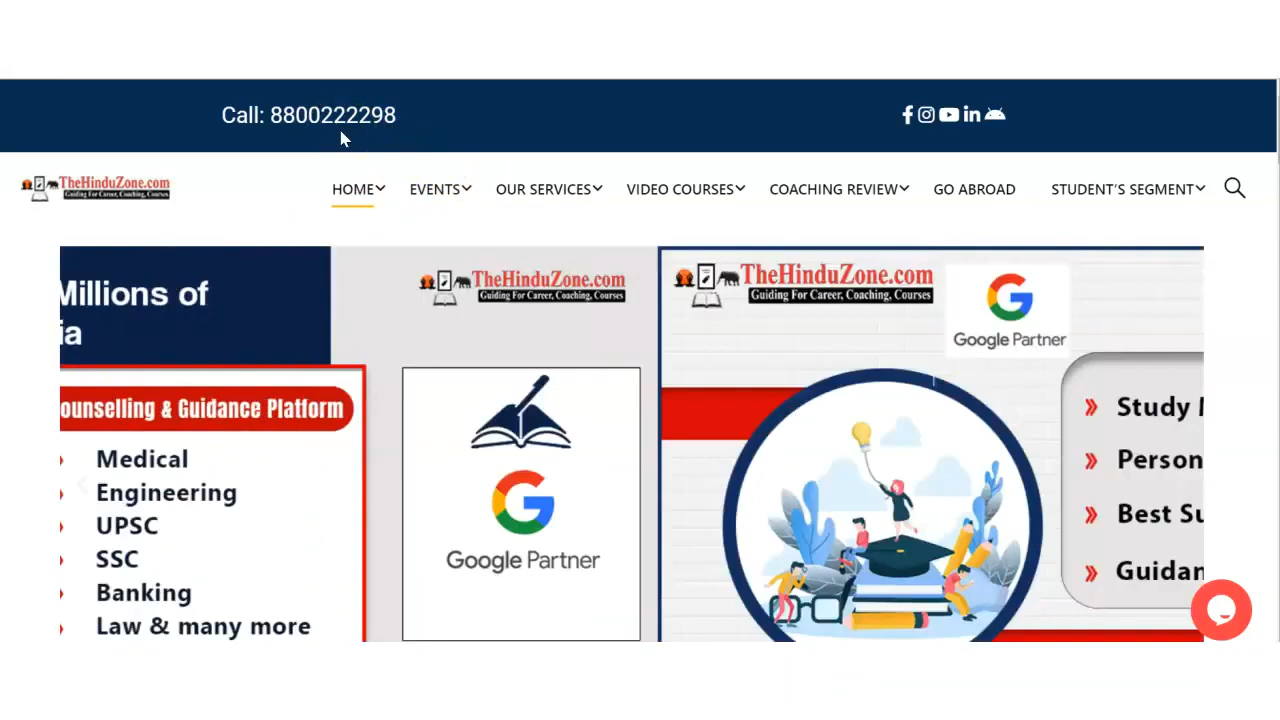 Call: 8800222298
TheHinduZone.com
Guiding For Career, Coaching, Courses
HOME
EVENTS
OUR SERVICES
VIDEO COURSES
COACHING REVIEW
GO ABROAD
STUDENT'S SEGMENT
Millions of
ia
ounselling & Guidance Platform
Medical
Engineering
UPSC
SSC
Banking
Law & many more
TheHinduZone.com
Guiding For Career, Coaching, Courses
Google Partner
TheHinduZone.com
Guiding For Career, Coaching, Courses
Google Partner
Study
Person
Best Su
Guidan